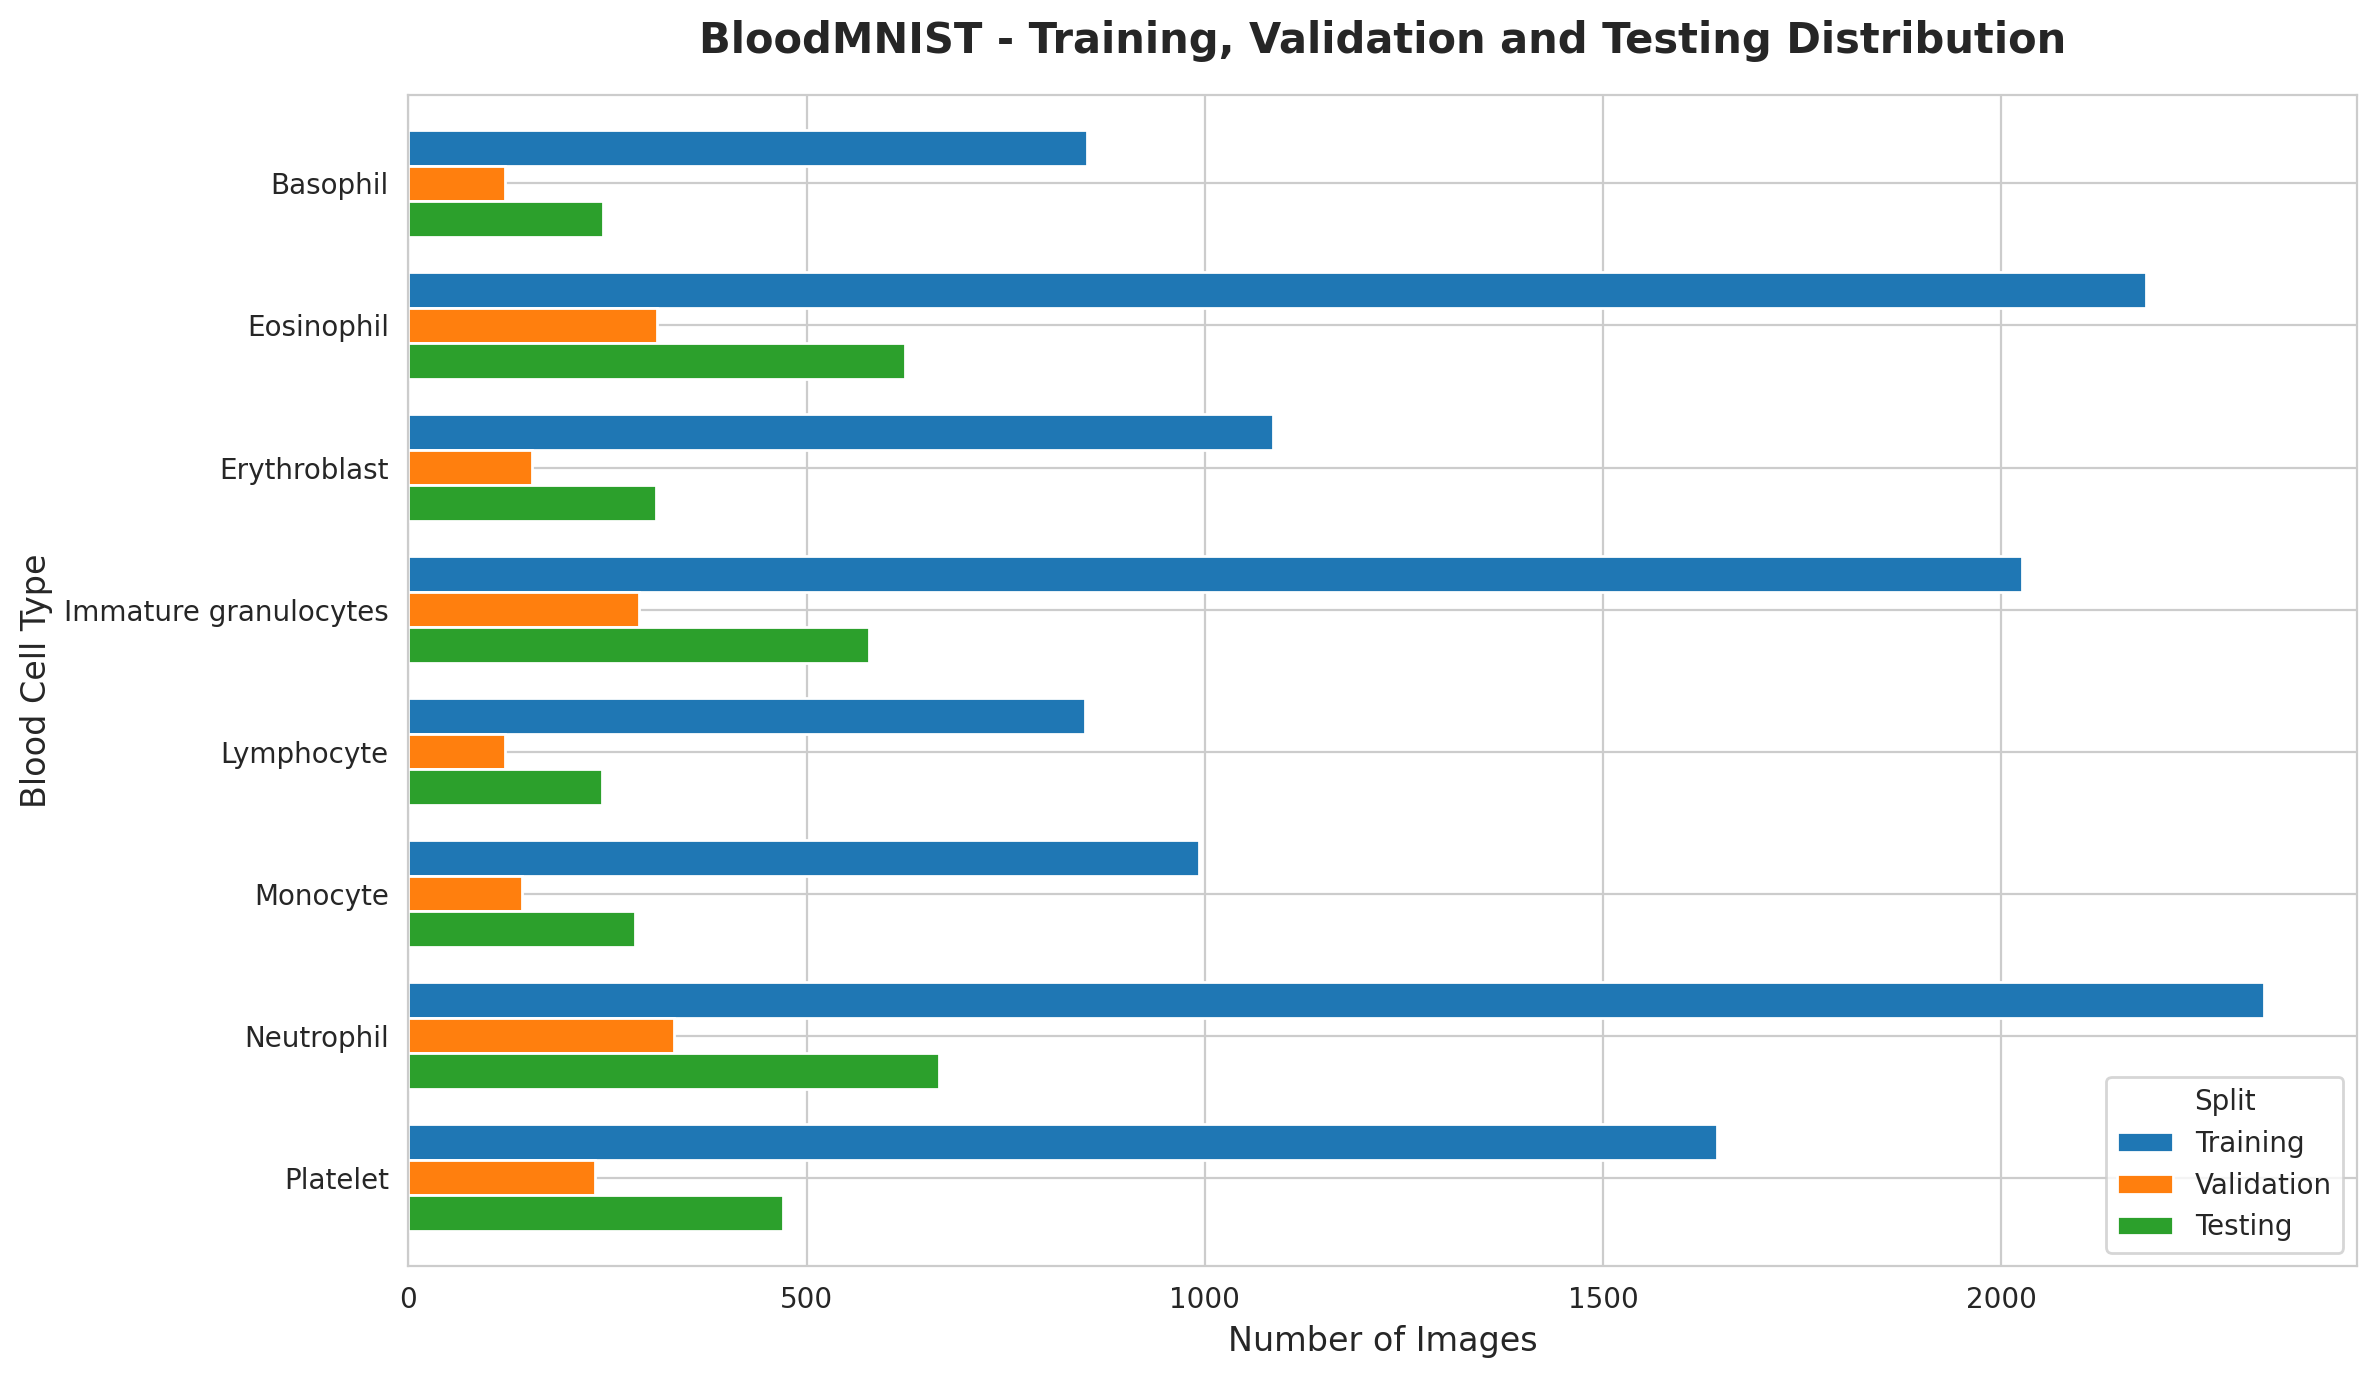 BloodMNIST - Training, Validation and Testing Distribution
Blood Cell Type
Basophil
Eosinophil
Erythroblast
Immature granulocytes
Lymphocyte
Monocyte
Neutrophil
Platelet
Split
Training
Validation
Testing
0 500 1000 1500 2000
Number of Images